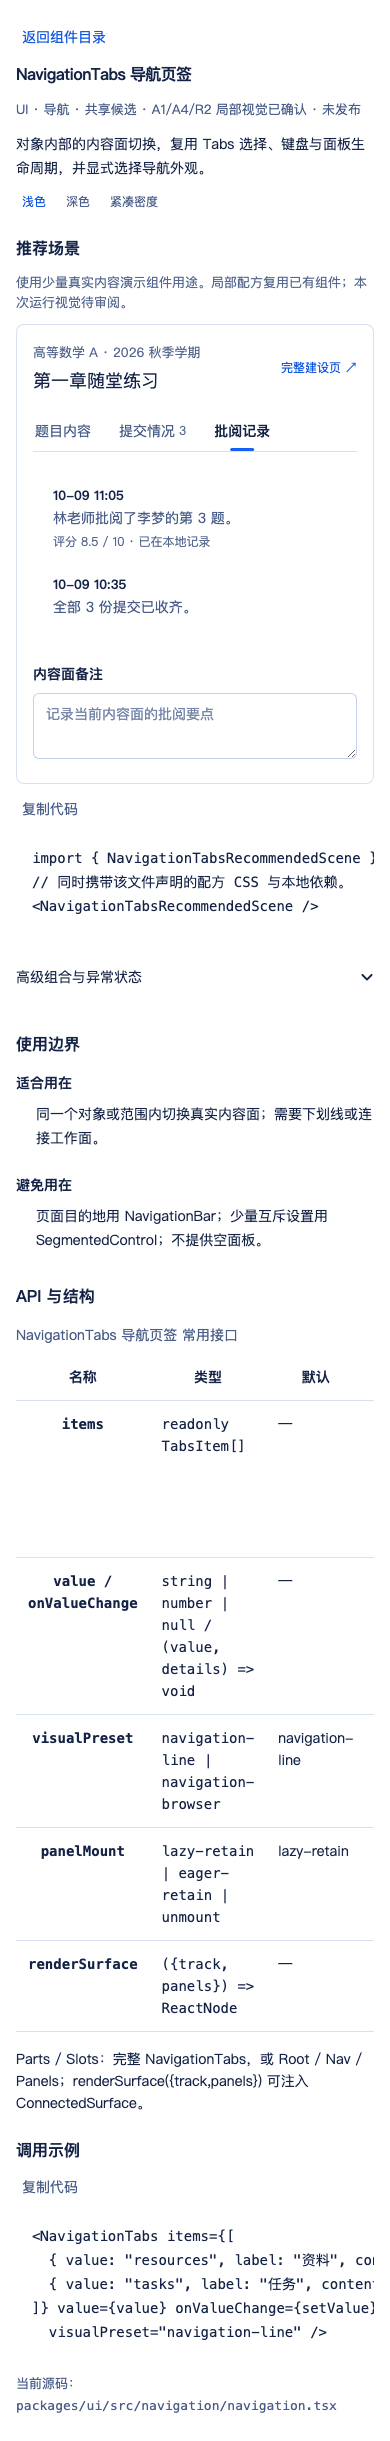 返回组件目录
NavigationTabs 导航页签
UI · 导航 · 共享候选 · A1/A4/R2 局部视觉已确认 · 未发布
对象内部的内容面切换，复用 Tabs 选择、键盘与面板生
命周期，并显式选择导航外观。
浅色 深色 紧凑密度
推荐场景
使用少量真实内容演示组件用途。局部配方复用已有组件；本
次运行视觉待审阅。
高等数学 A · 2026 秋季学期
第一章随堂练习
完整建设页 ↗
题目内容 提交情况 3 批阅记录
10-09 11:05
林老师批阅了李梦的第 3 题。
评分 8.5 / 10 · 已在本地记录
10-09 10:35
全部 3 份提交已收齐。
内容面备注
记录当前内容面的批阅要点
复制代码
import { NavigationTabsRecommendedScene }
// 同时携带该文件声明的配方 CSS 与本地依赖。
<NavigationTabsRecommendedScene />
高级组合与异常状态
使用边界
适合用在
同一个对象或范围内切换真实内容面；需要下划线或连
接工作面。
避免用在
页面目的地用 NavigationBar；少量互斥设置用
SegmentedControl；不提供空面板。
API 与结构
NavigationTabs 导航页签 常用接口
名称 类型 默认
items readonly —
TabsItem[]
value / string | —
onValueChange number |
null /
(value,
details) =>
void
visualPreset navigation- navigation-
line | line
navigation-
browser
panelMount lazy-retain lazy-retain
| eager-
retain |
unmount
renderSurface ({track, —
panels}) =>
ReactNode
Parts / Slots：完整 NavigationTabs，或 Root / Nav /
Panels；renderSurface({track,panels}) 可注入
ConnectedSurface。
调用示例
复制代码
<NavigationTabs items={[
{ value: "resources", label: "资料", con
{ value: "tasks", label: "任务", content
]} value={value} onValueChange={setValue}
visualPreset="navigation-line" />
当前源码：
packages/ui/src/navigation/navigation.tsx